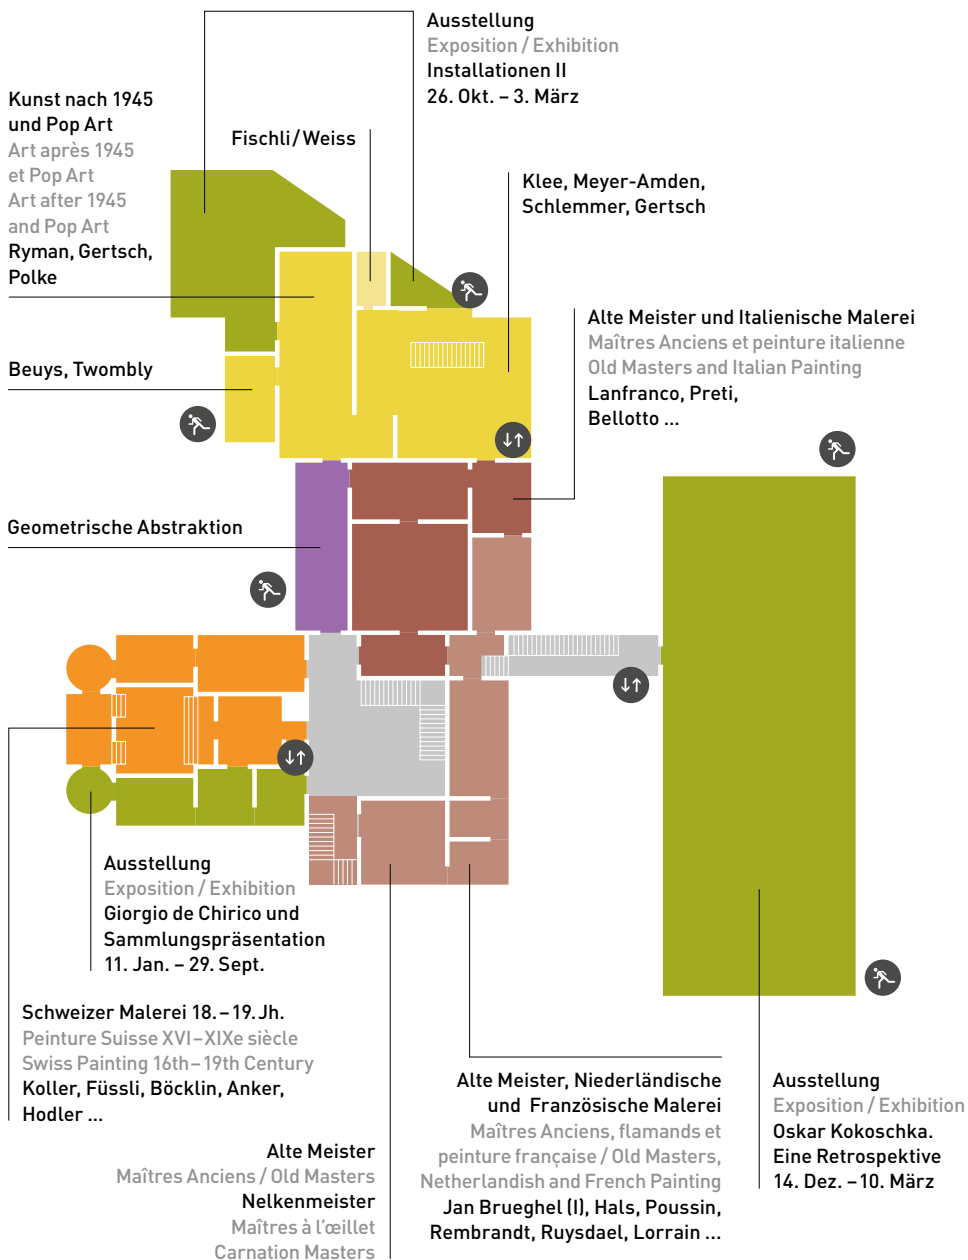 Ausstellung
Exposition / Exhibition
Installationen II
26. Okt. – 3. März
Kunst nach 1945
und Pop Art
Art après 1945
et Pop Art
Art after 1945
and Pop Art
Ryman, Gertsch,
Polke
Fischli / Weiss
Klee, Meyer-Amden,
Schlemmer, Gertsch
Alte Meister und Italienische Malerei
Maîtres Anciens et peinture italienne
Old Masters and Italian Painting
Lanfranco, Preti,
Bellotto ...
Beuys, Twombly
Geometrische Abstraktion
Ausstellung
Exposition / Exhibition
Giorgio de Chirico und
Sammlungspräsentation
11. Jan. – 29. Sept.
Schweizer Malerei 18. – 19. Jh.
Peinture Suisse XVI – XIXe siècle
Swiss Painting 16th – 19th Century
Koller, Füssli, Böcklin, Anker,
Hodler ...
Alte Meister
Maîtres Anciens / Old Masters
Nelkenmeister
Maîtres à l’œillet
Carnation Masters
Alte Meister, Niederländische
und Französische Malerei
Maîtres Anciens, flamands et
peinture française / Old Masters,
Netherlandish and French Painting
Jan Brueghel (I), Hals, Poussin,
Rembrandt, Ruysdael, Lorrain ...
Ausstellung
Exposition / Exhibition
Oskar Kokoschka.
Eine Retrospektive
14. Dez. – 10. März